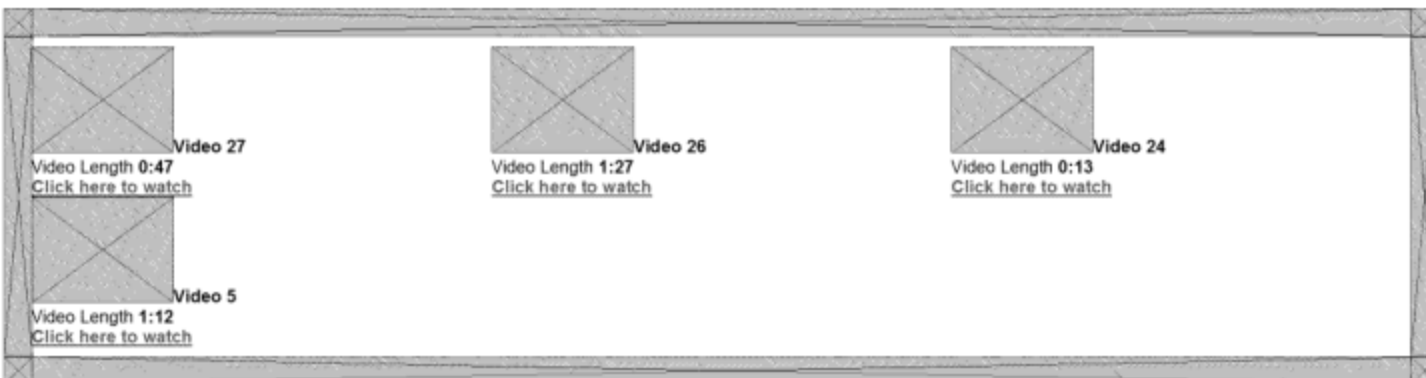 Video 27
Video Length 0:47
Click here to watch
Video 26
Video Length 1:27
Click here to watch
Video 24
Video Length 0:13
Click here to watch
Video 5
Video Length 1:12
Click here to watch